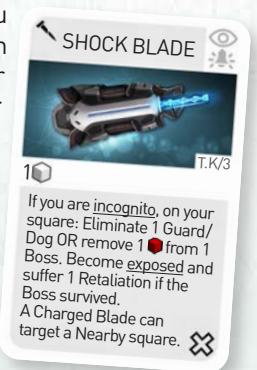 SHOCK BLADE
T.K/3
1
If you are incognito, on your
square: Eliminate 1 Guard/
Dog OR remove 1 from 1
Boss. Become exposed and
suffer 1 Retaliation if the
Boss survived.
A Charged Blade can
target a Nearby square.